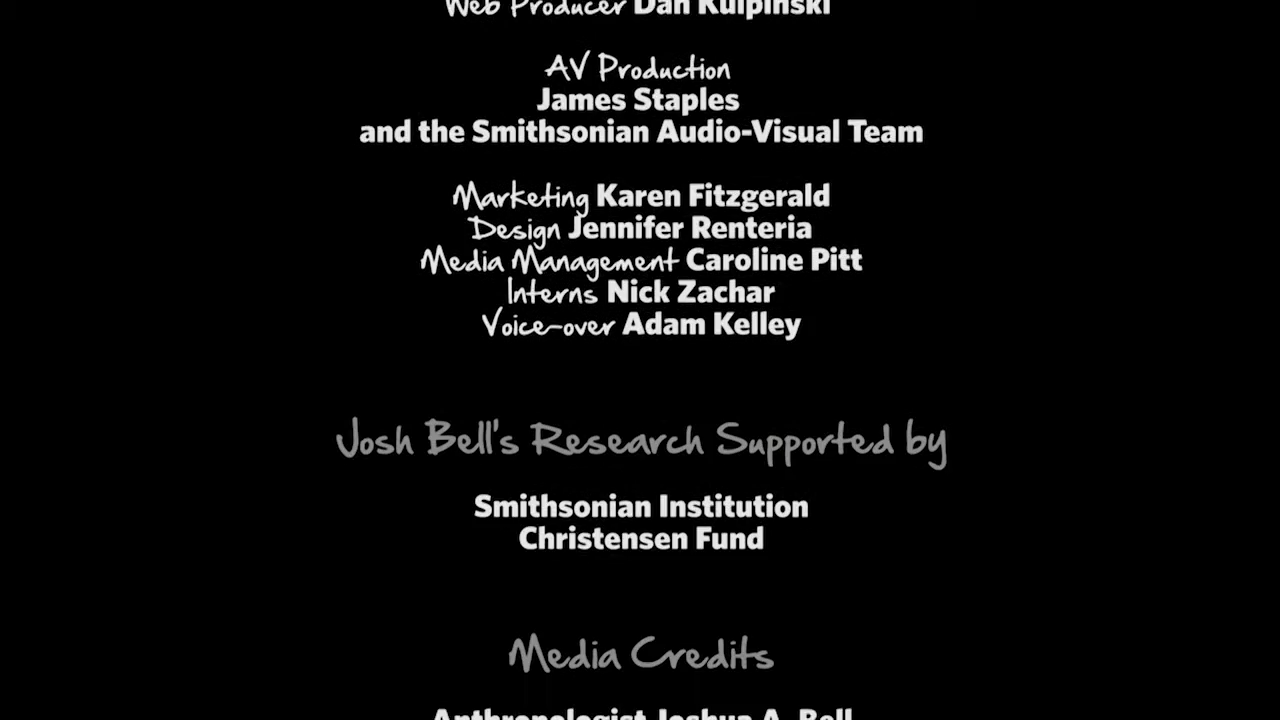 Web Producer Dan Kulpinski
AV Production
James Staples
and the Smithsonian Audio-Visual Team
Marketing Karen Fitzgerald
Design Jennifer Renteria
Media Management Caroline Pitt
Interns Nick Zachar
Voice-over Adam Kelley
Josh Bell's Research Supported by
Smithsonian Institution
Christensen Fund
Media Credits
Anthropologist Joshua A. Bell